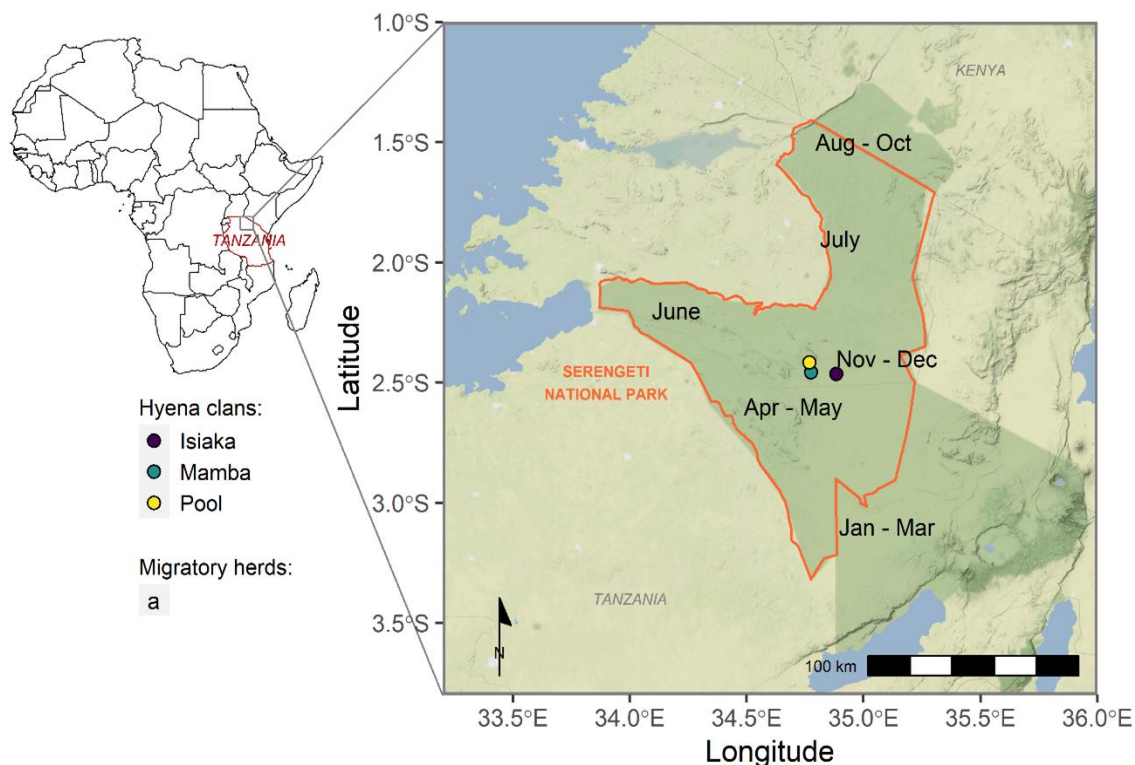 TANZANIA
Hyena clans:
Isiaka
Mamba
Pool
Migratory herds:
a
Latitude
1.0°S
1.5°S
2.0°S
2.5°S
3.0°S
3.5°S
KENYA
Aug - Oct
July
June
Nov - Dec
SERENGETI
NATIONAL PARK
Apr - May
Jan - Mar
TANZANIA
N
100 km
33.5°E
34.0°E
34.5°E
35.0°E
35.5°E
36.0°E
Longitude